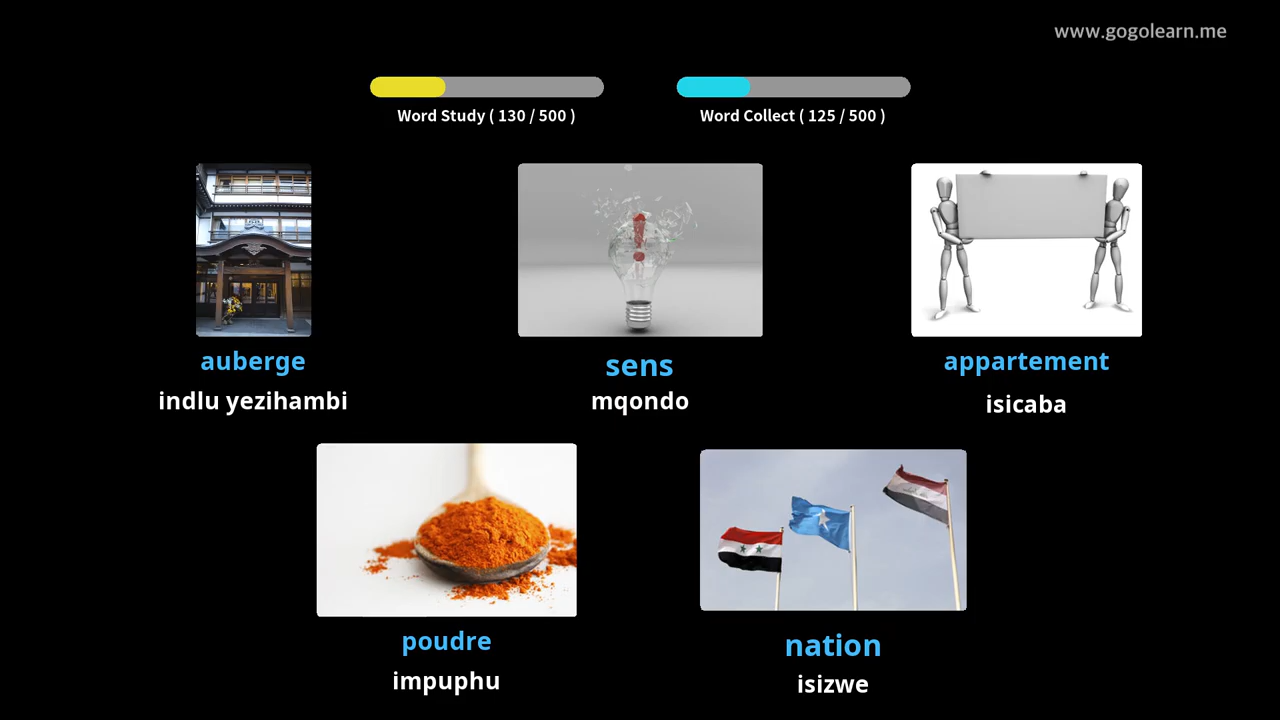 www.gogolearn.me
Word Study ( 130 / 500 )
Word Collect ( 125 / 500 )
auberge
indlu yezihambi
sens
mqondo
appartement
isicaba
poudre
impuphu
nation
isizwe